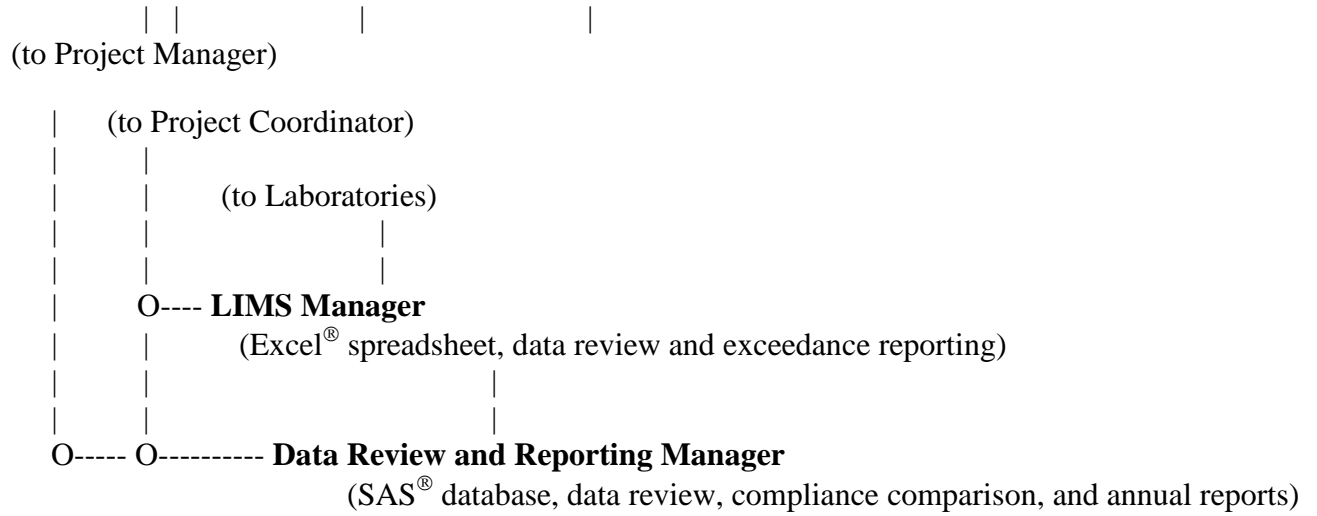 | | | |
(to Project Manager)
| (to Project Coordinator)
| |
| | (to Laboratories)
| | |
| | |
| O---- LIMS Manager
| | (Excel® spreadsheet, data review and exceedance reporting)
| | |
| | |
O----- O---------- Data Review and Reporting Manager
(SAS® database, data review, compliance comparison, and annual reports)